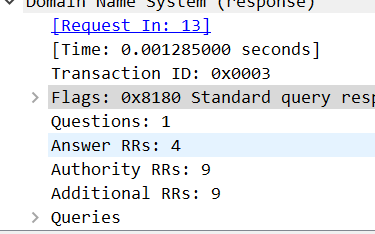 Domain Name System (response)
[Request In: 13]
[Time: 0.001285000 seconds]
Transaction ID: 0x0003
Flags: 0x8180 Standard query resp
Questions: 1
Answer RRs: 4
Authority RRs: 9
Additional RRs: 9
Queries